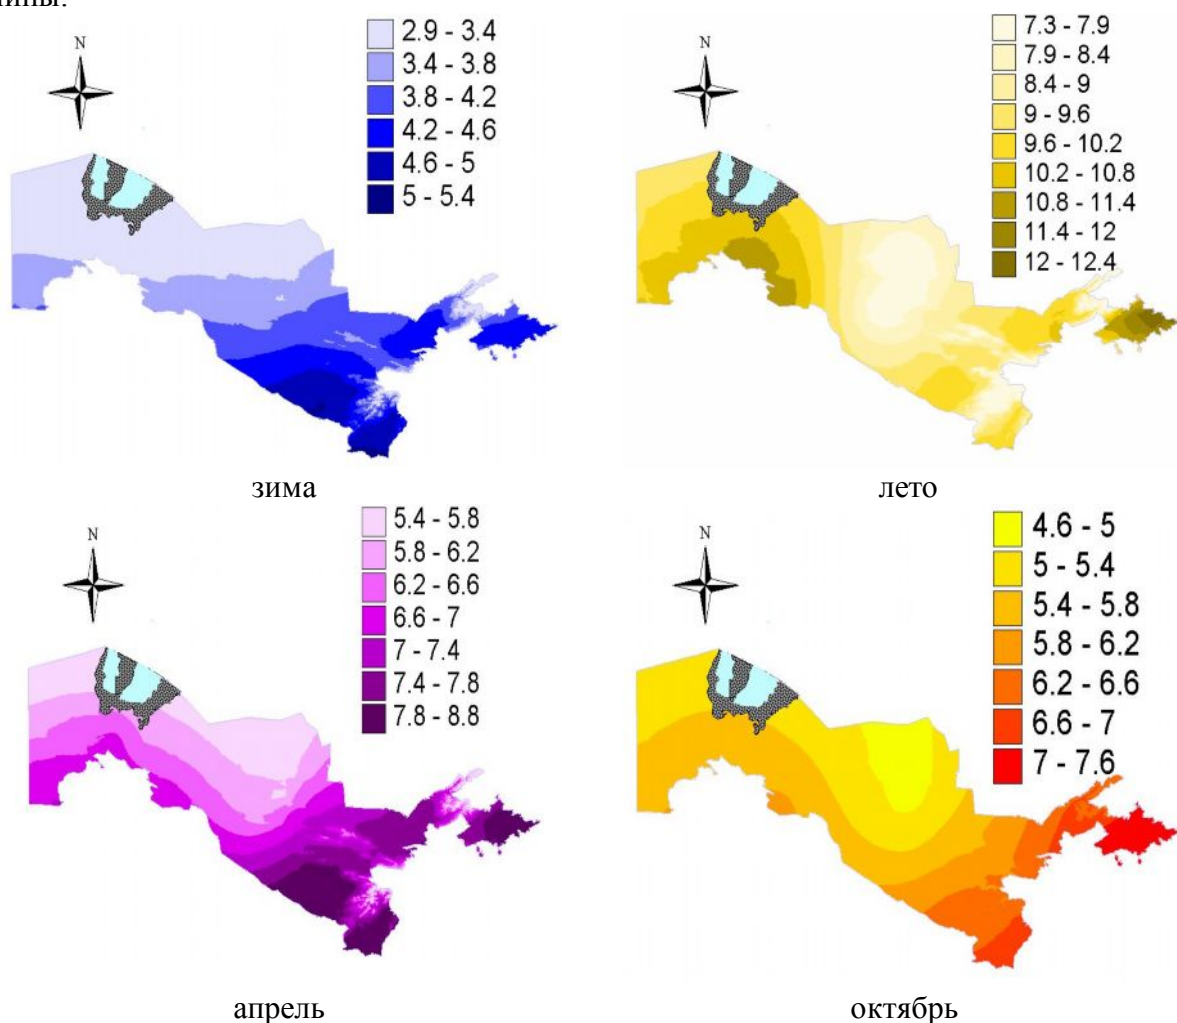 N
2.9 - 3.4
3.4 - 3.8
3.8 - 4.2
4.2 - 4.6
4.6 - 5
5 - 5.4
зима
N
7.3 - 7.9
7.9 - 8.4
8.4 - 9
9 - 9.6
9.6 - 10.2
10.2 - 10.8
10.8 - 11.4
11.4 - 12
12 - 12.4
лето
N
5.4 - 5.8
5.8 - 6.2
6.2 - 6.6
6.6 - 7
7 - 7.4
7.4 - 7.8
7.8 - 8.8
апрель
N
4.6 - 5
5 - 5.4
5.4 - 5.8
5.8 - 6.2
6.2 - 6.6
6.6 - 7
7 - 7.6
октябрь